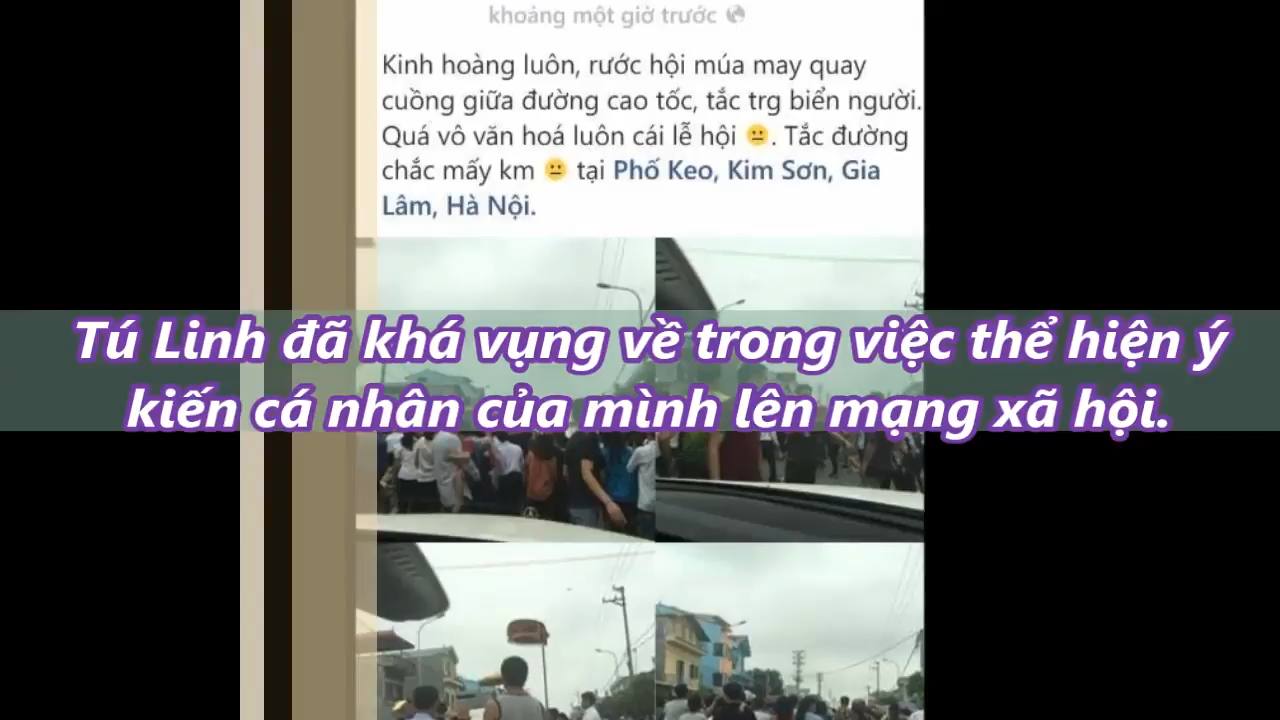 khoảng một giờ trước
Kinh hoàng luôn, rước hội múa may quay
cuồng giữa đường cao tốc, tắc trg biển người.
Quá vô văn hoá luôn cái lễ hội 😐. Tắc đường
chắc mấy km 😐 tại Phố Keo, Kim Sơn, Gia
Lâm, Hà Nội.
Tú Linh đã khá vụng về trong việc thể hiện ý
kiến cá nhân của mình lên mạng xã hội.